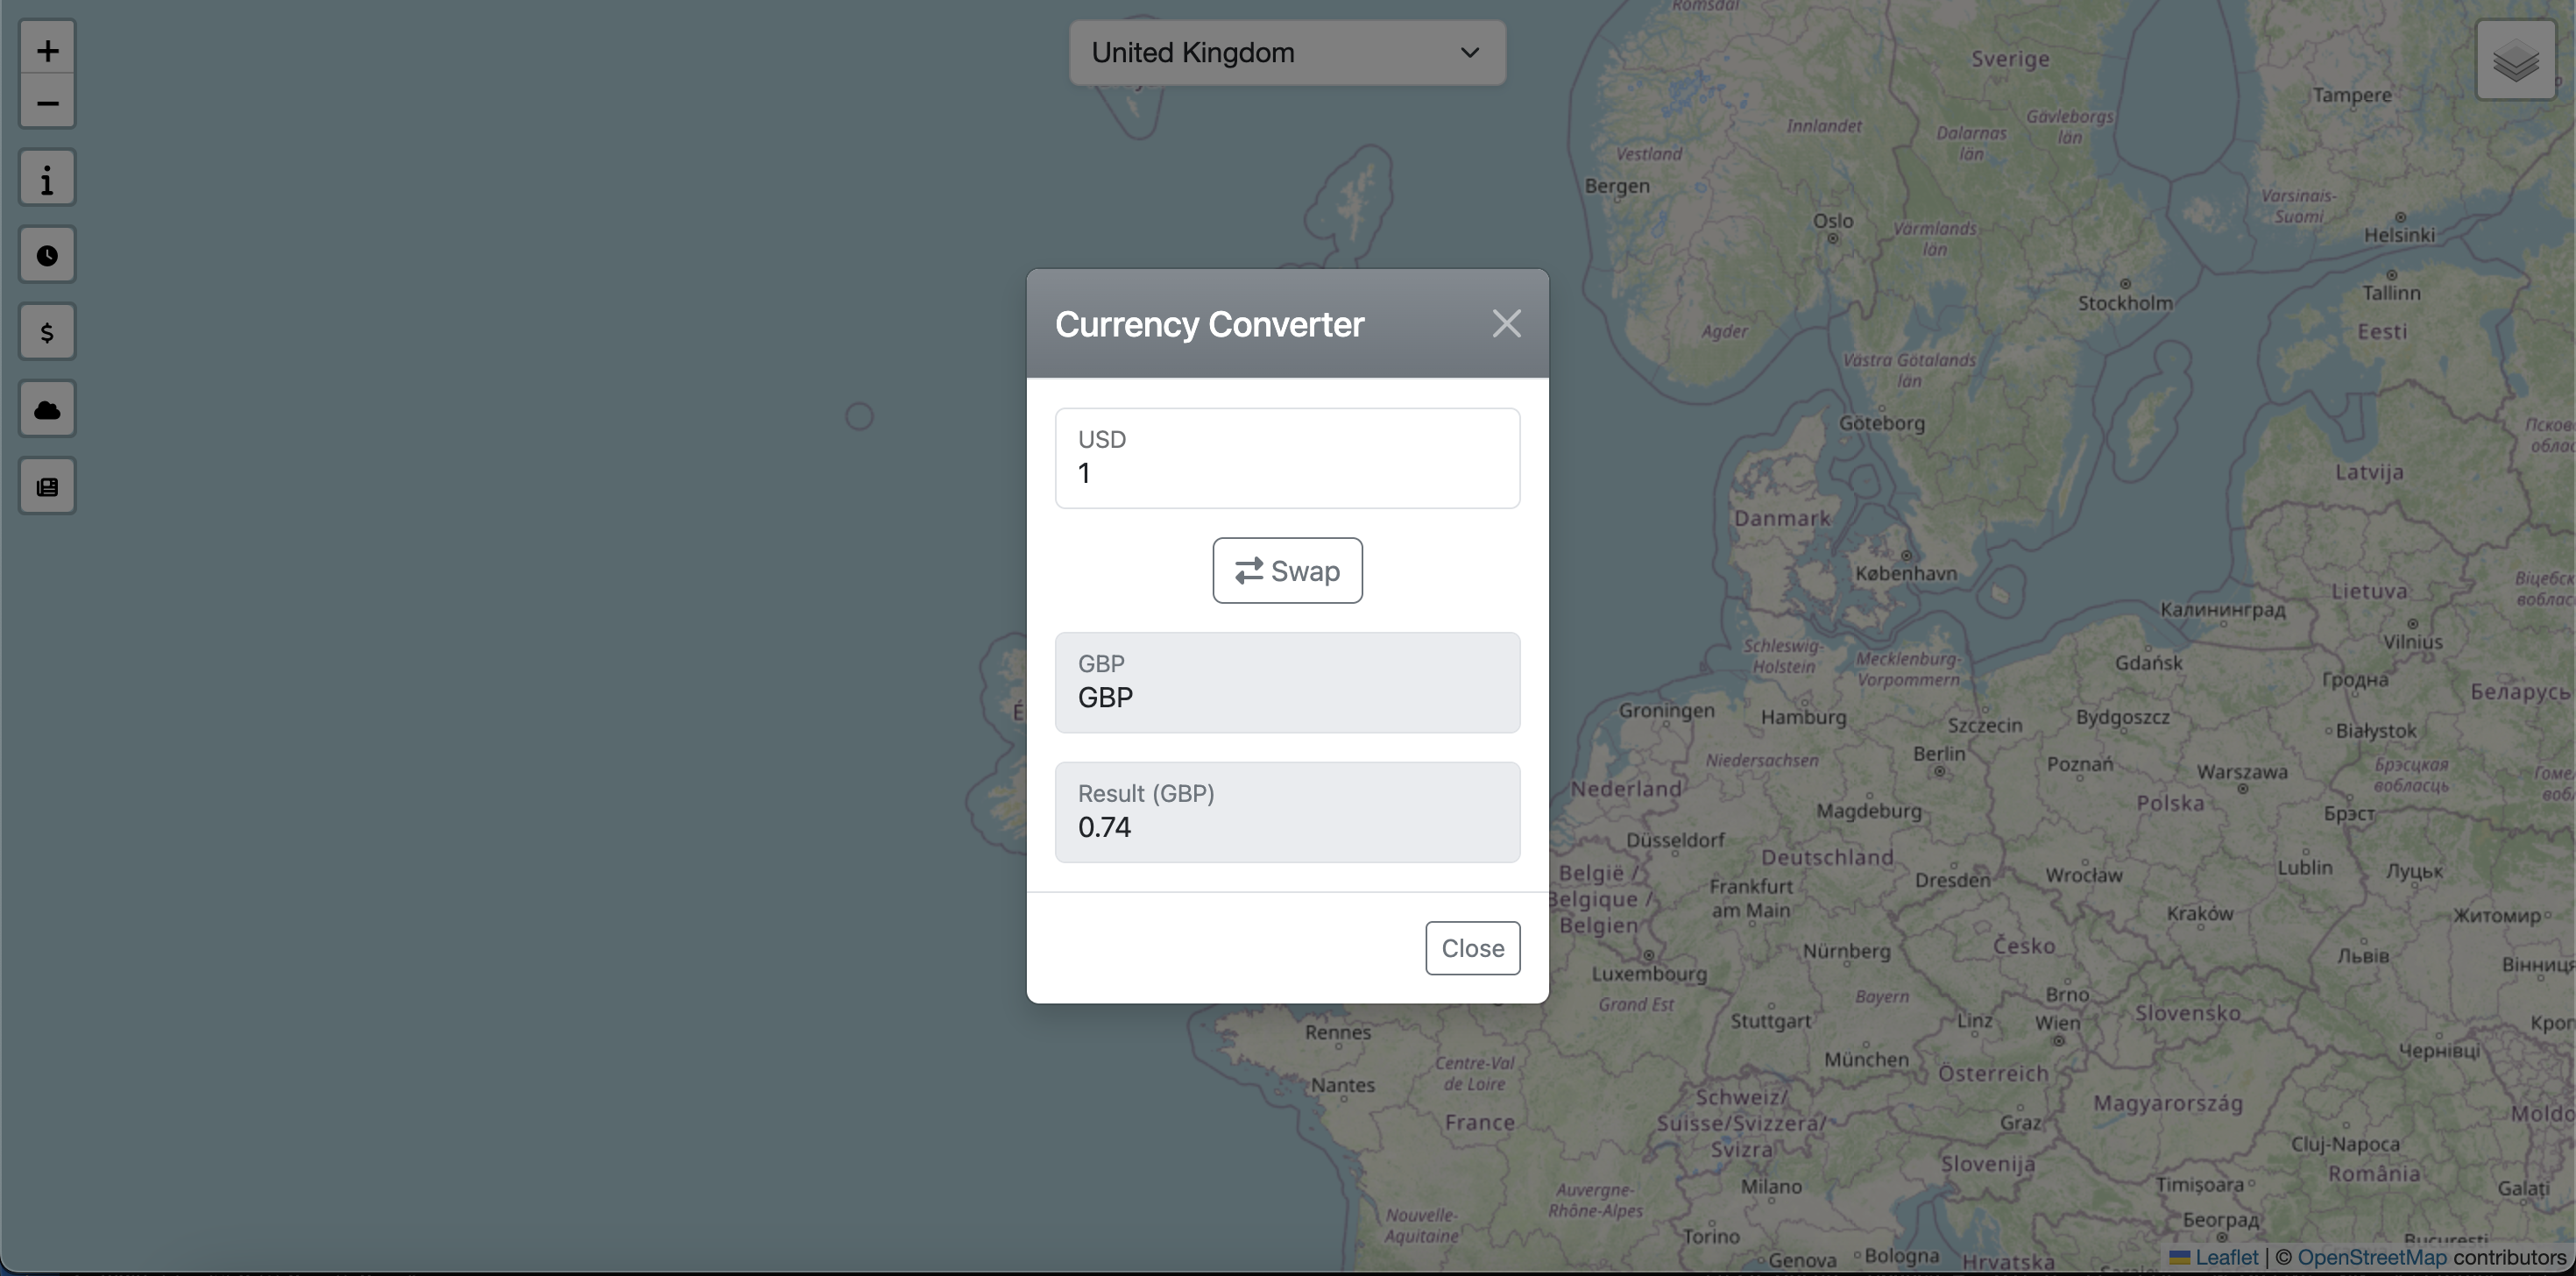 +
−
i
$
United Kingdom
Currency Converter
USD
1
Swap
GBP
GBP
Result (GBP)
0.74
Close
Romsdal
Sverige
Tampere
Innlandet
Dalarnas
län
Gävleborgs
län
Vestland
Bergen
Oslo
Värmlands
län
Varsinais-
Suomi
Helsinki
Stockholm
Tallinn
Eesti
Agder
Västra Götalands
län
Göteborg
Latvija
Danmark
København
Lietuva
Калининград
Vilnius
Schleswig-
Holstein
Mecklenburg-
Vorpommern
Gdańsk
Гродна
Беларусь
Groningen
Hamburg
Szczecin
Bydgoszcz
Białystok
Niedersachsen
Berlin
Poznań
Warszawa
Брэсцкая
вобласць
Nederland
Magdeburg
Polska
Брэст
Düsseldorf
Deutschland
België /
Belgique /
Belgien
Frankfurt
am Main
Dresden
Wrocław
Lublin
Луцьк
Kraków
Житомир
Nürnberg
Česko
Львів
Luxembourg
Grand Est
Bayern
Brno
Stuttgart
Linz
Wien
Slovensko
Rennes
Centre-Val
de Loire
München
Österreich
Чернівці
Nantes
Schweiz/
Suisse/Svizzera/
Svizra
France
Graz
Magyarország
Cluj-Napoca
Slovenija
România
Auvergne-
Rhône-Alpes
Milano
Timișoara
Galați
Nouvelle-
Aquitaine
Torino
Београд
Genova
Bologna
Hrvatska
Leaflet | © OpenStreetMap contributors